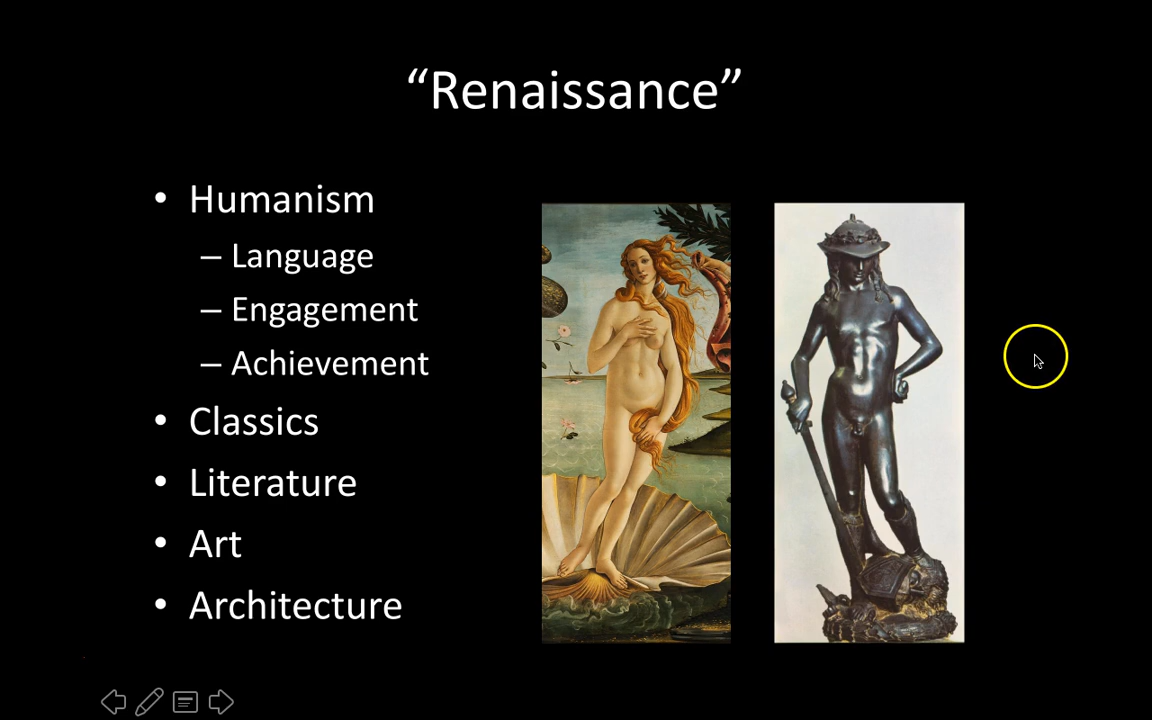 “Renaissance”
• Humanism
– Language
– Engagement
– Achievement
• Classics
• Literature
• Art
• Architecture